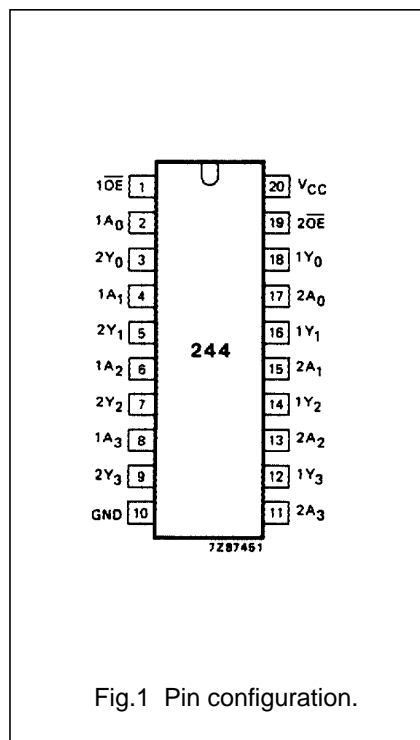 1O̅E̅ 1 20 VCC
1A0 2 19 2O̅E̅
2Y0 3 18 1Y0
1A1 4 17 2A0
2Y1 5 16 1Y1
244
1A2 6 15 2A1
2Y2 7 14 1Y2
1A3 8 13 2A2
2Y3 9 12 1Y3
GND 10 11 2A3
7Z87451
Fig.1 Pin configuration.